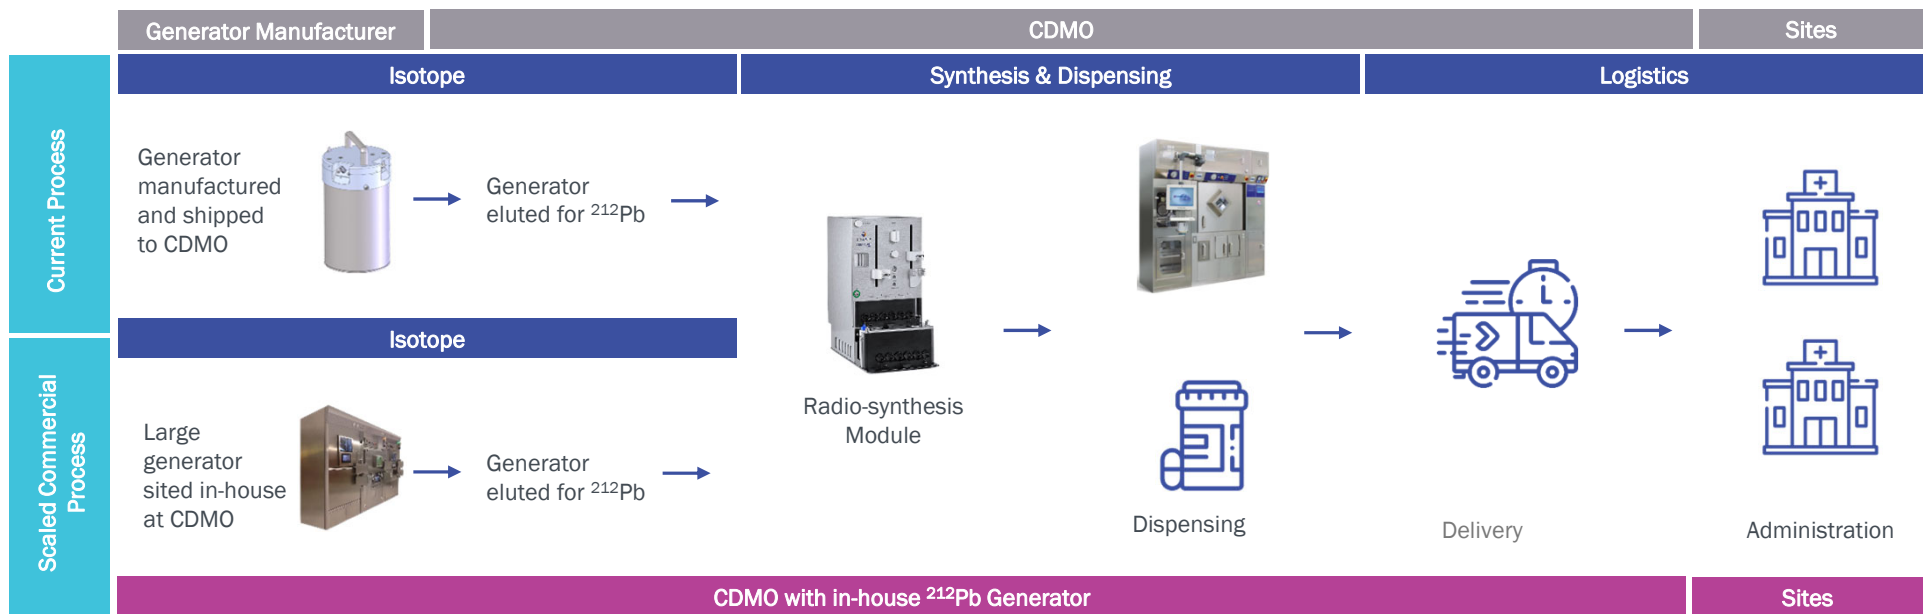 Generator Manufacturer
CDMO
Sites
Isotope
Synthesis & Dispensing
Logistics
Current Process
Generator
manufactured
and shipped
to CDMO
Generator
eluted for ²¹²Pb
Isotope
Scaled Commercial
Process
Large
generator
sited in-house
at CDMO
Generator
eluted for ²¹²Pb
Radio-synthesis
Module
Dispensing
Delivery
Administration
CDMO with in-house ²¹²Pb Generator
Sites